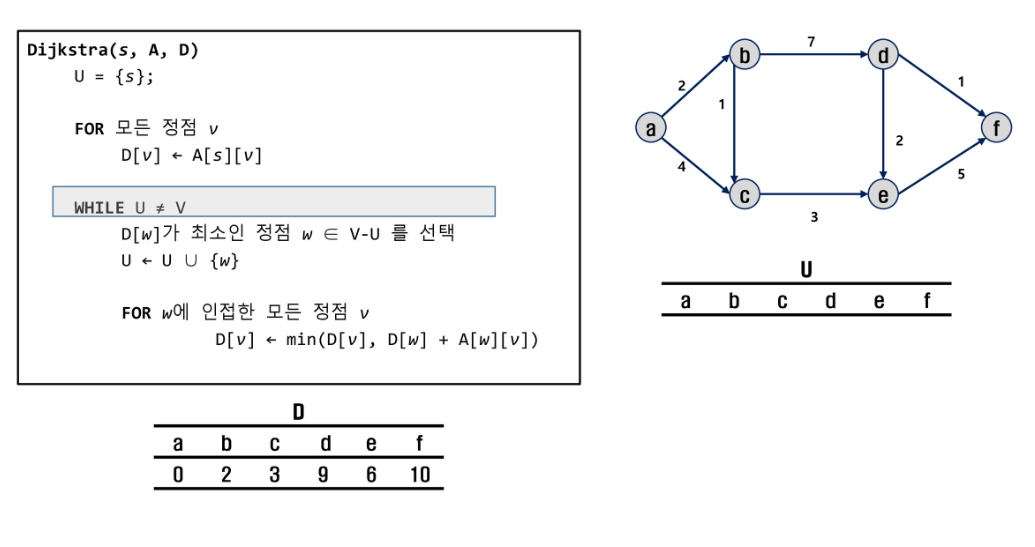 Dijkstra(s, A, D)
U = {s};
FOR 모든 정점 v
D[v] ← A[s][v]
WHILE U ≠ V
D[w]가 최소인 정점 w ∈ V-U 를 선택
U ← U ∪ {w}
FOR w에 인접한 모든 정점 v
D[v] ← min(D[v], D[w] + A[w][v])
D
a b c d e f
0 2 3 9 6 10
7
b d
2 1
1
a f
2
4 5
c e
3
U
a b c d e f